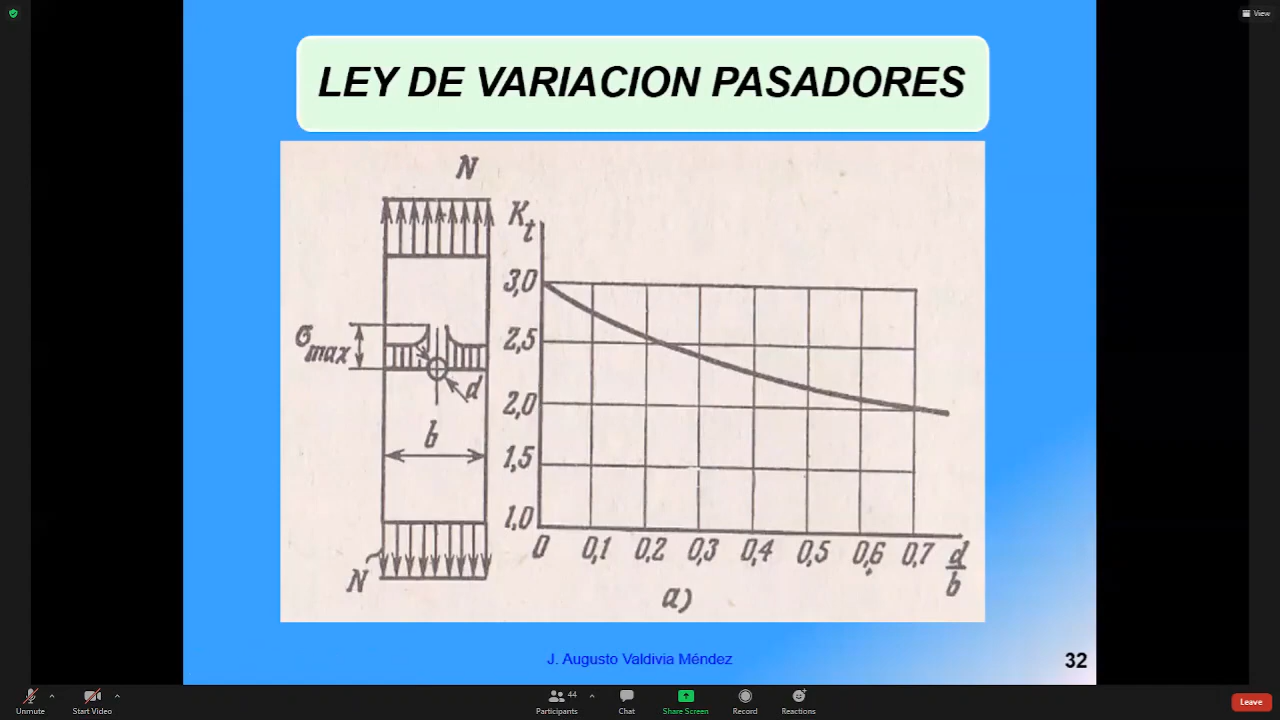 View
LEY DE VARIACION PASADORES
N
K_t
3,0
σ_max
2,5
d
2,0
b
1,5
1,0
0 0,1 0,2 0,3 0,4 0,5 0,6 0,7 d/b
N
a)
J. Augusto Valdivia Méndez
32
Unmute
Start Video
44
Participants
Chat
Share Screen
Record
Reactions
Leave